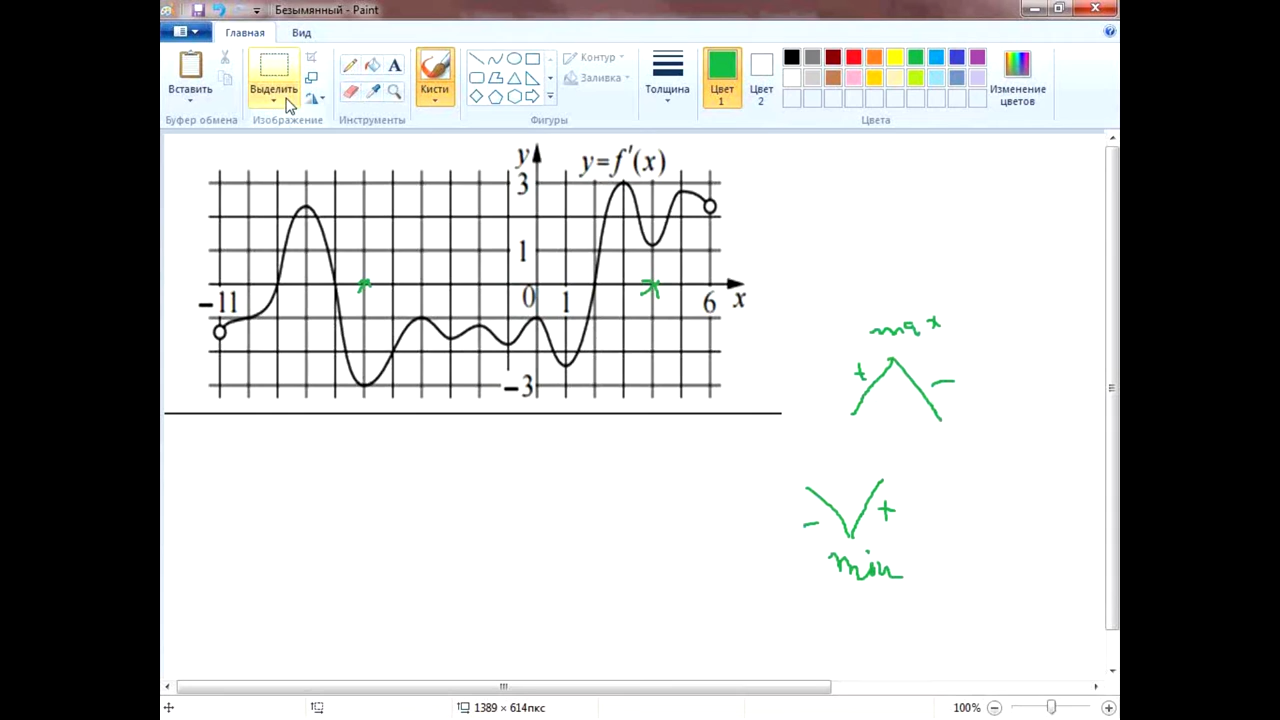 Безымянный - Paint
Главная Вид
Вставить
Выделить
Кисти
Контур
Заливка
Толщина
Цвет 1
Цвет 2
Изменение цветов
Буфер обмена Изображение Инструменты Фигуры Цвета
y y=f'(x)
3
1
-11 0 1 6 x
-3
max
+ -
- +
min
1389 × 614пкс 100%